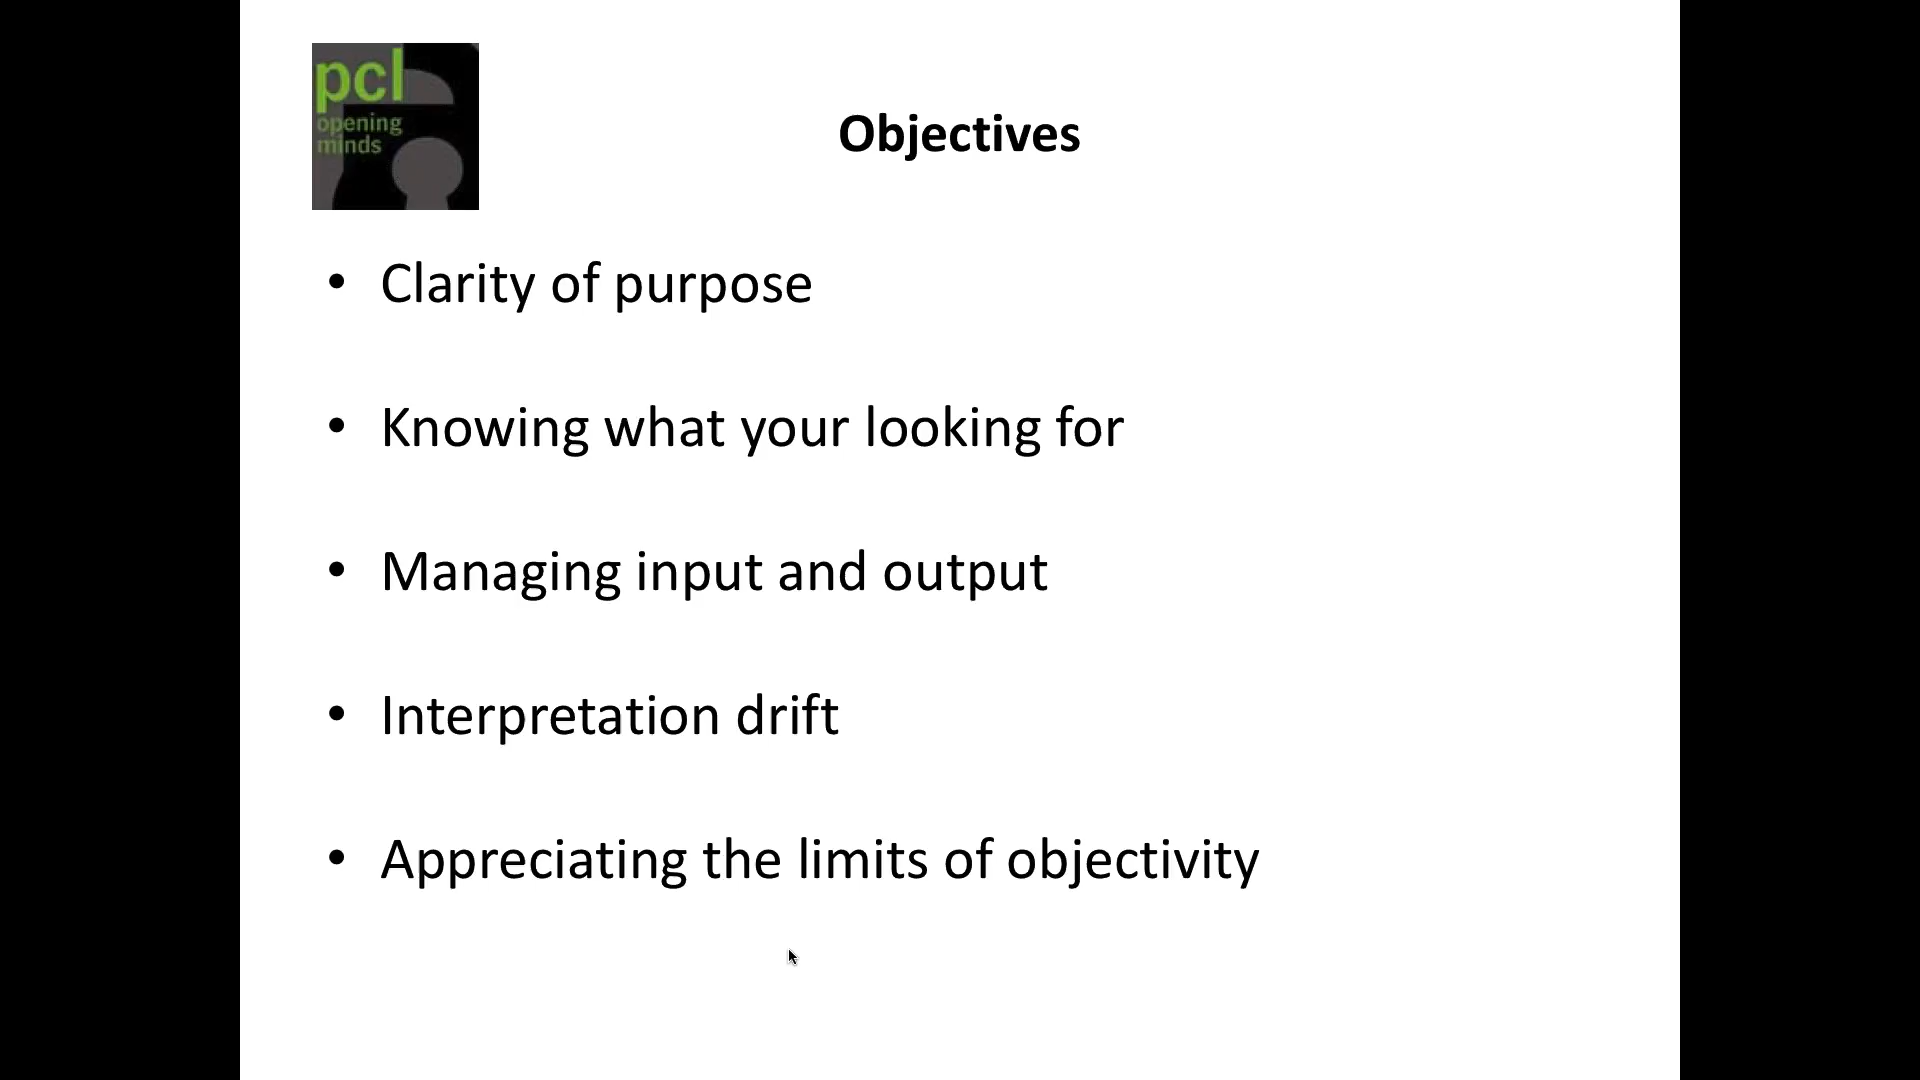 pcl
opening
minds
Objectives
• Clarity of purpose
• Knowing what your looking for
• Managing input and output
• Interpretation drift
• Appreciating the limits of objectivity